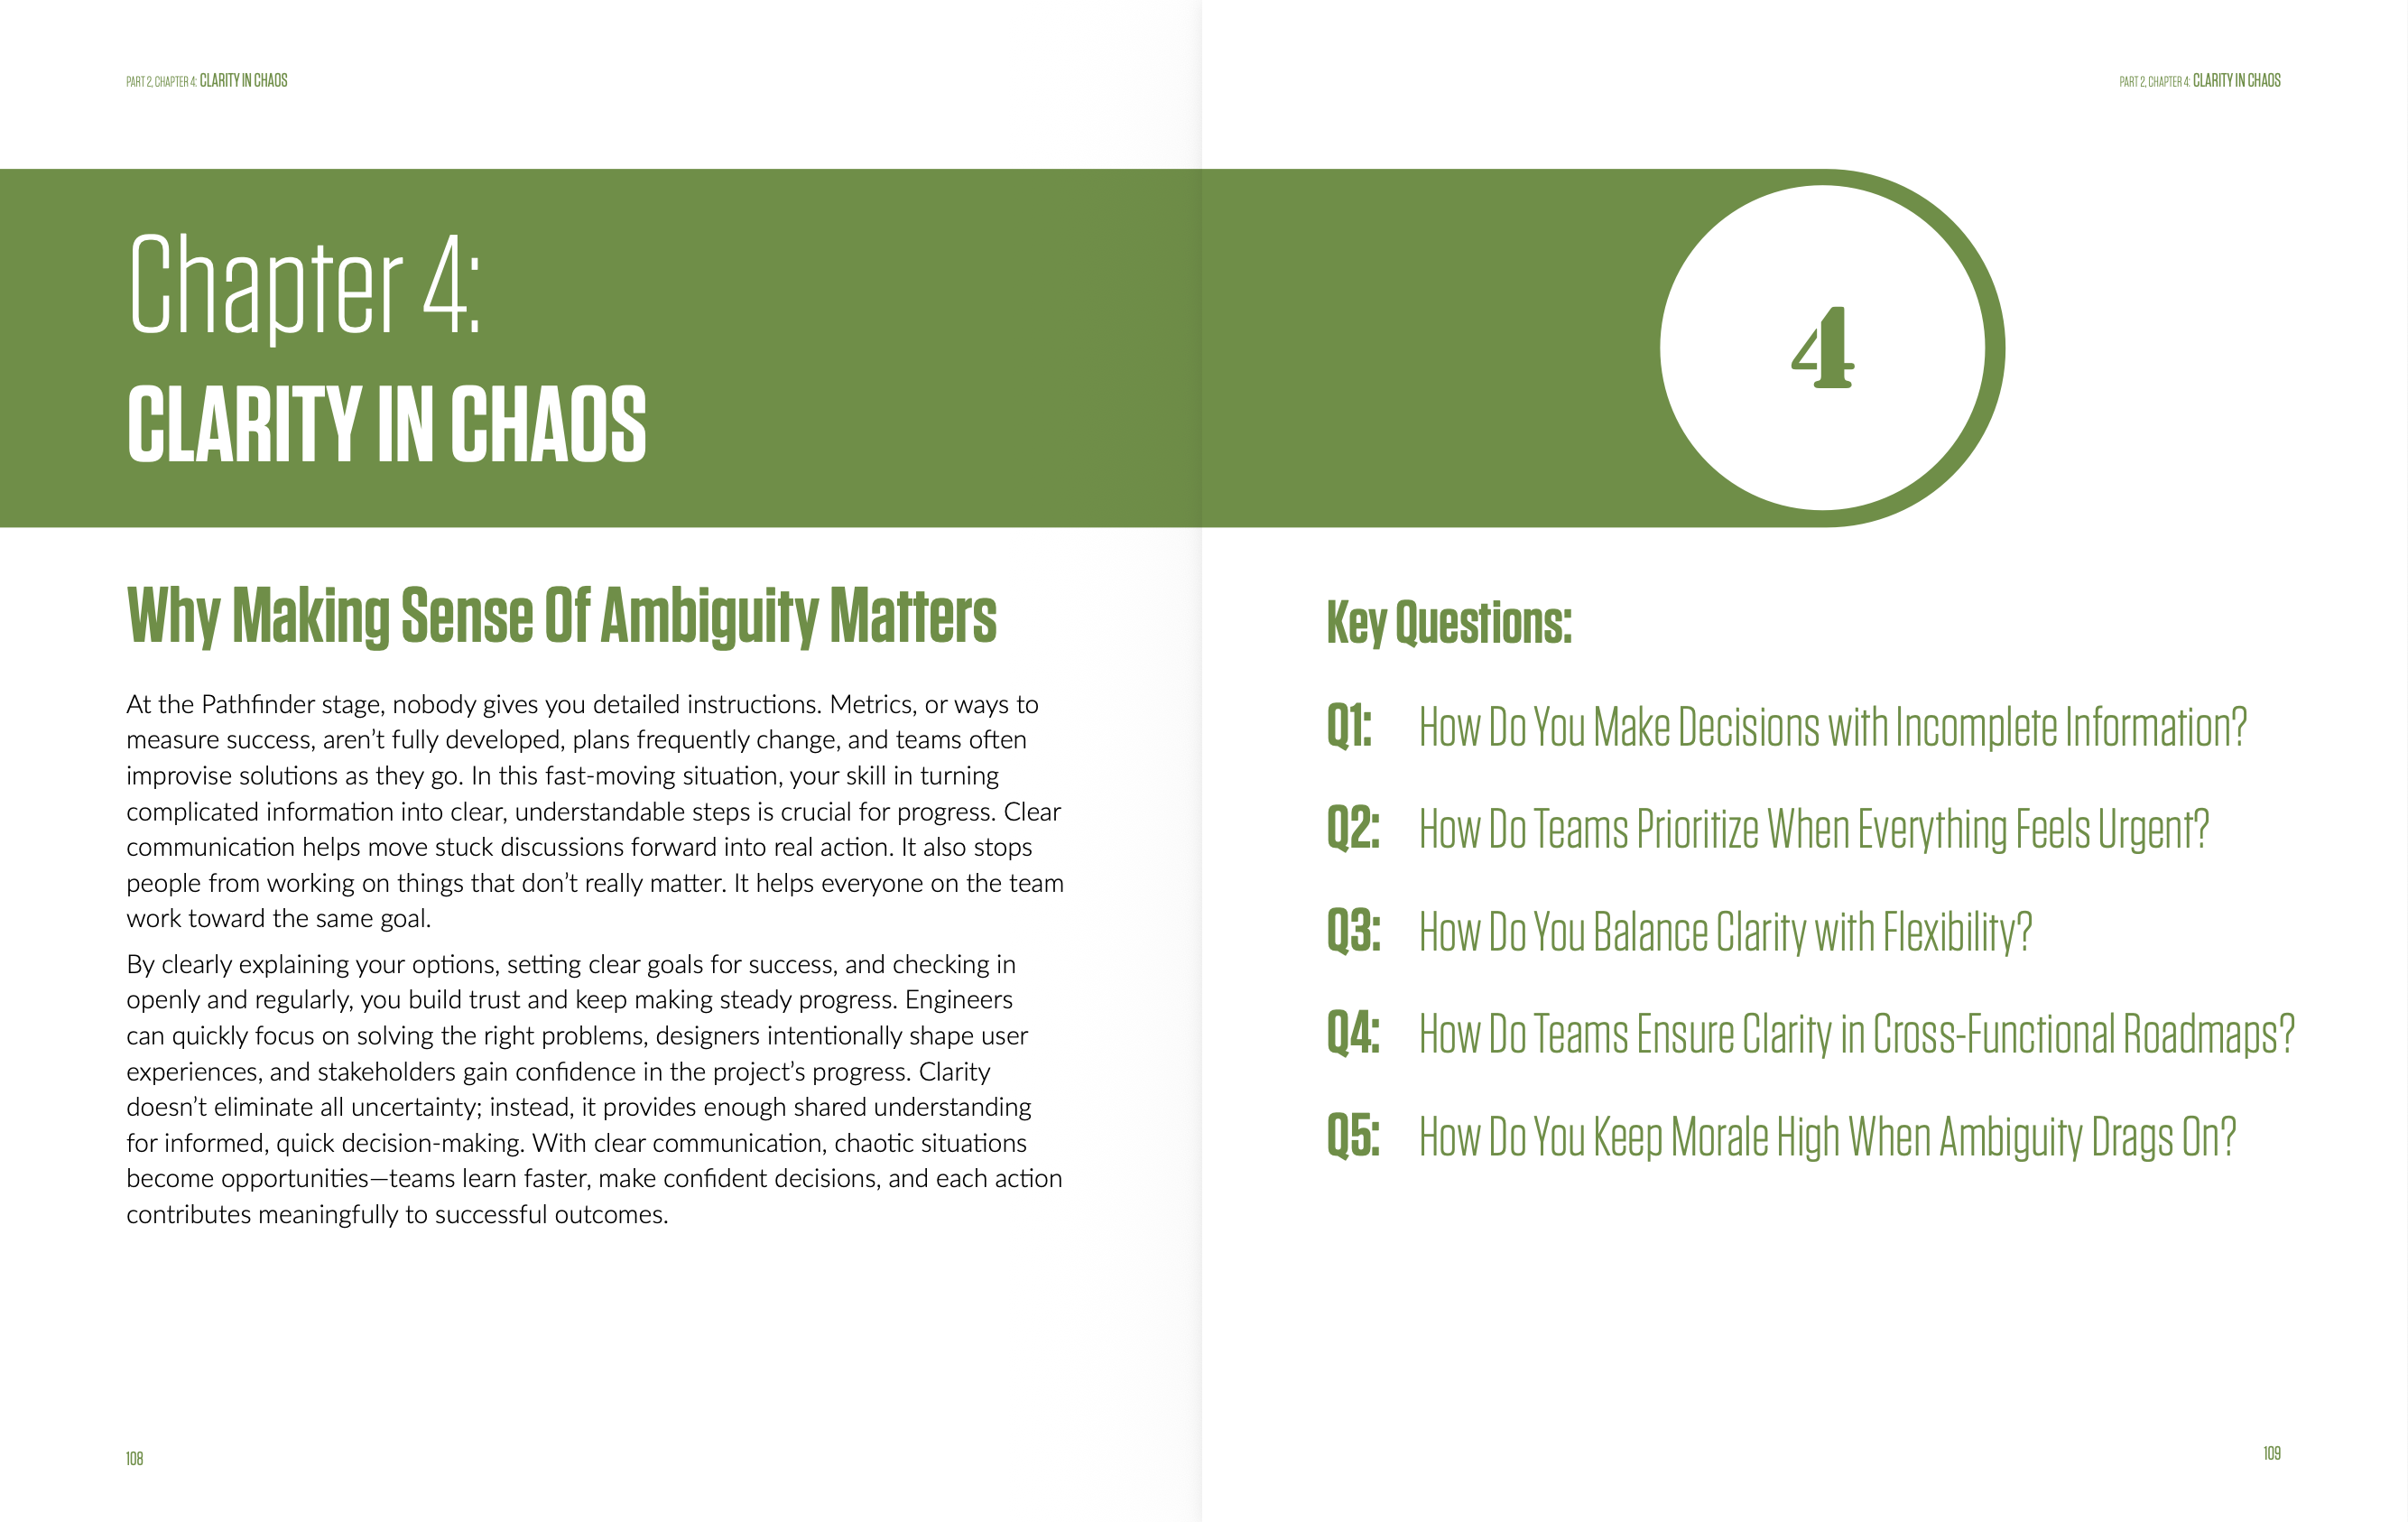 PART 2, CHAPTER 4: CLARITY IN CHAOS
Chapter 4:
CLARITY IN CHAOS
Why Making Sense Of Ambiguity Matters
At the Pathfinder stage, nobody gives you detailed instructions. Metrics, or ways to
measure success, aren’t fully developed, plans frequently change, and teams often
improvise solutions as they go. In this fast-moving situation, your skill in turning
complicated information into clear, understandable steps is crucial for progress. Clear
communication helps move stuck discussions forward into real action. It also stops
people from working on things that don’t really matter. It helps everyone on the team
work toward the same goal.
By clearly explaining your options, setting clear goals for success, and checking in
openly and regularly, you build trust and keep making steady progress. Engineers
can quickly focus on solving the right problems, designers intentionally shape user
experiences, and stakeholders gain confidence in the project’s progress. Clarity
doesn’t eliminate all uncertainty; instead, it provides enough shared understanding
for informed, quick decision-making. With clear communication, chaotic situations
become opportunities—teams learn faster, make confident decisions, and each action
contributes meaningfully to successful outcomes.
108
PART 2, CHAPTER 4: CLARITY IN CHAOS
4
Key Questions:
Q1: How Do You Make Decisions with Incomplete Information?
Q2: How Do Teams Prioritize When Everything Feels Urgent?
Q3: How Do You Balance Clarity with Flexibility?
Q4: How Do Teams Ensure Clarity in Cross-Functional Roadmaps?
Q5: How Do You Keep Morale High When Ambiguity Drags On?
109